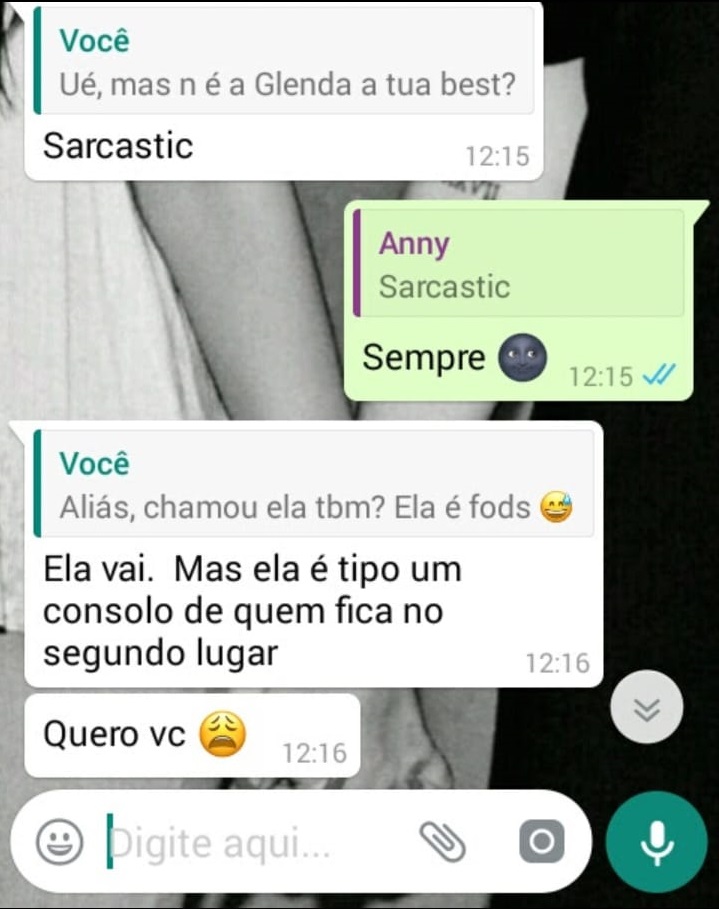 Você
Ué, mas n é a Glenda a tua best?
Sarcastic
12:15
Anny
Sarcastic
Sempre 🌚
12:15
Você
Aliás, chamou ela tbm? Ela é fods 😅
Ela vai. Mas ela é tipo um
consolo de quem fica no
segundo lugar
12:16
Quero vc 😩
12:16
Digite aqui...